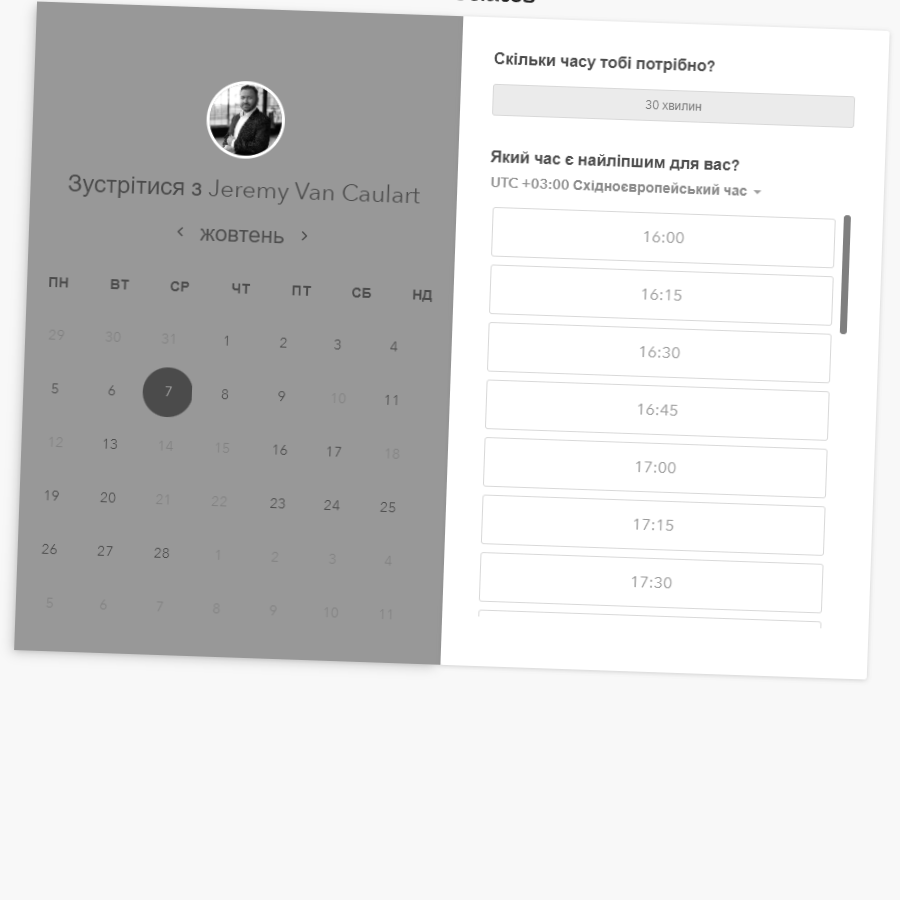 Зустрітися з Jeremy Van Caulart
жовтень
ПН ВТ СР ЧТ ПТ СБ НД
29 30 31 1 2 3 4
5 6 7 8 9 10 11
12 13 14 15 16 17 18
19 20 21 22 23 24 25
26 27 28 1 2 3 4
5 6 7 8 9 10 11
Скільки часу тобі потрібно?
30 хвилин
Який час є найліпшим для вас?
UTC +03:00 Східноєвропейський час
16:00
16:15
16:30
16:45
17:00
17:15
17:30